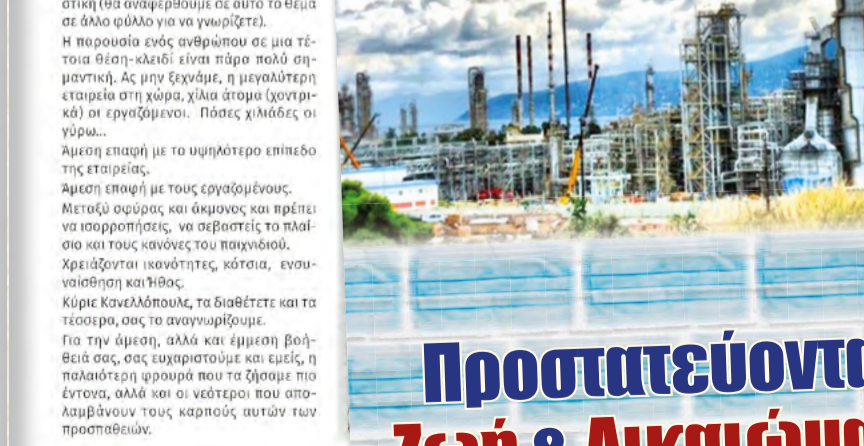 στική (θα αναφερθούμε σε αυτό το θέμα
σε άλλο φύλλο για να γνωρίζετε).
Η παρουσία ενός ανθρώπου σε μια τέ-
τοια θέση-κλειδί είναι πάρα πολύ ση-
μαντική. Ας μην ξεχνάμε, η μεγαλύτερη
εταιρεία στη χώρα, χίλια άτομα (χοντρι-
κά) οι εργαζόμενοι. Πόσες χιλιάδες οι
γύρω...
Άμεση επαφή με το υψηλότερο επίπεδο
της εταιρείας.
Άμεση επαφή με τους εργαζομένους.
Μεταξύ σφύρας και άκμονος και πρέπει
να ισορροπήσεις, να σεβαστείς το πλαί-
σιο και τους κανόνες του παιχνιδιού.
Χρειάζονται ικανότητες, κότσια, ενσυ-
ναίσθηση και Ήθος.
Κύριε Κανελλόπουλε, τα διαθέτετε και τα
τέσσερα, σας το αναγνωρίζουμε.
Για την άμεση, αλλά και έμμεση βοή-
θειά σας, σας ευχαριστούμε και εμείς, η
παλαιότερη φρουρά που τα ζήσαμε πιο
έντονα, αλλά και οι νεότεροι που απο-
λαμβάνουν τους καρπούς αυτών των
προσπαθειών.
Προστατεύοντα
Ζωή & Δικαιώμα